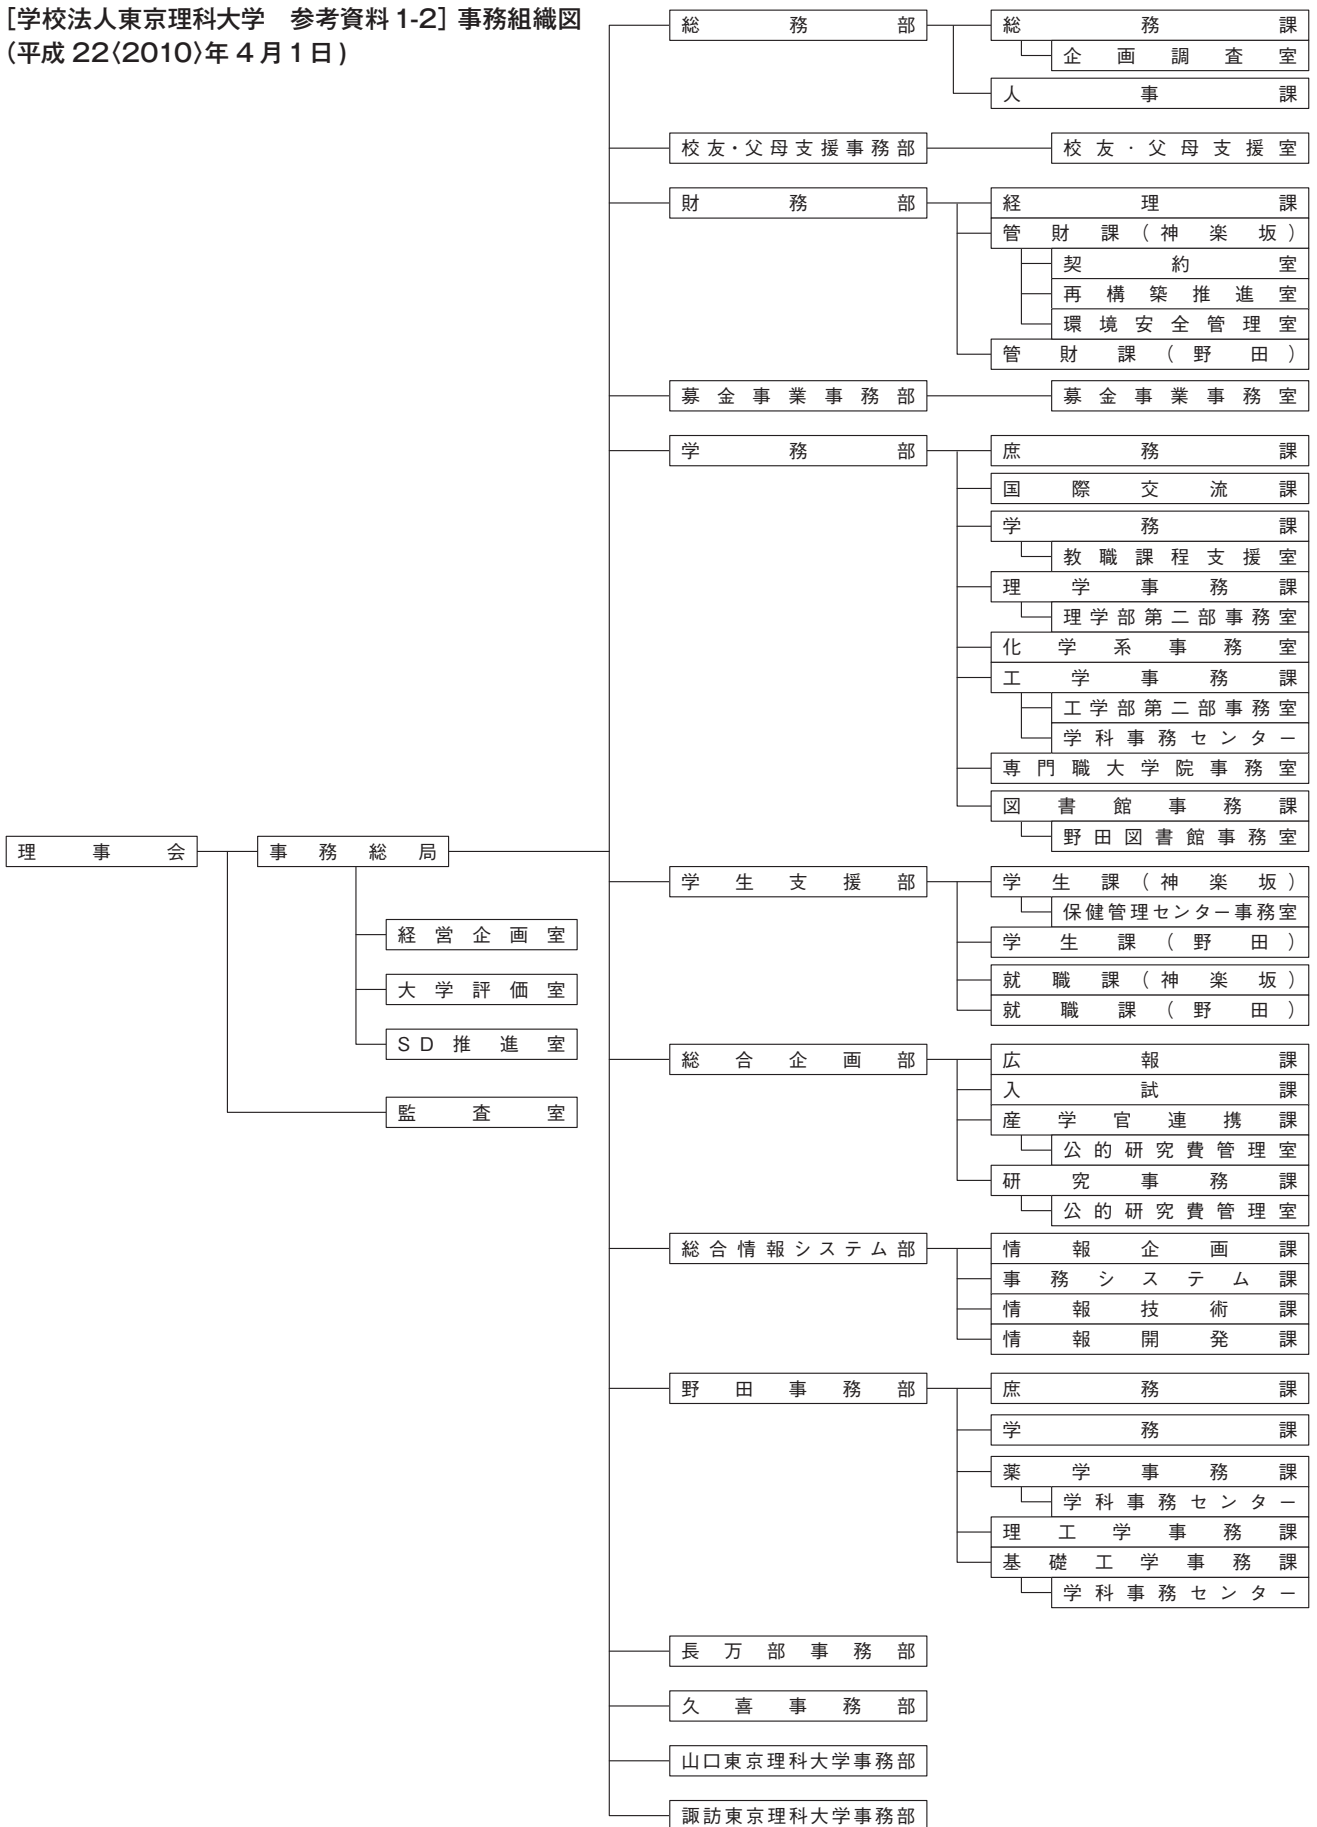 [学校法人東京理科大学　参考資料1-2] 事務組織図
(平成22〈2010〉年4月1日)
総務部
総務課
企画調査室
人事課
校友・父母支援事務部
校友・父母支援室
財務部
経理課
管財課(神楽坂)
契約室
再構築推進室
環境安全管理室
管財課(野田)
募金事業事務部
募金事業事務室
学務部
庶務課
国際交流課
学務課
教職課程支援室
理学事務課
理学部第二部事務室
化学系事務室
工学事務課
工学部第二部事務室
学科事務センター
専門職大学院事務室
図書館事務課
野田図書館事務室
理事会
事務総局
経営企画室
大学評価室
SD推進室
監査室
学生支援部
学生課(神楽坂)
保健管理センター事務室
学生課(野田)
就職課(神楽坂)
就職課(野田)
総合企画部
広報課
入試課
産学官連携課
公的研究費管理室
研究事務課
公的研究費管理室
総合情報システム部
情報企画課
事務システム課
情報技術課
情報開発課
野田事務部
庶務課
学務課
薬学事務課
学科事務センター
理工学事務課
基礎工学事務課
学科事務センター
長万部事務部
久喜事務部
山口東京理科大学事務部
諏訪東京理科大学事務部